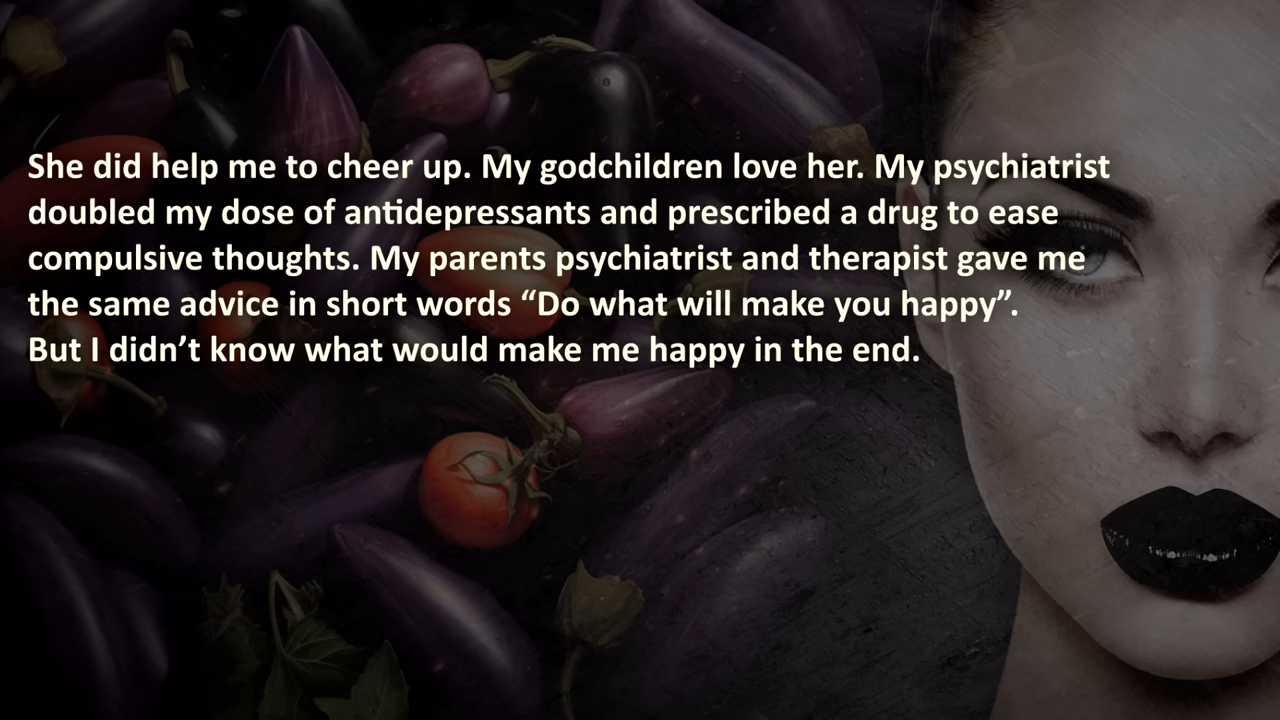 She did help me to cheer up. My godchildren love her. My psychiatrist
doubled my dose of antidepressants and prescribed a drug to ease
compulsive thoughts. My parents psychiatrist and therapist gave me
the same advice in short words “Do what will make you happy”.
But I didn’t know what would make me happy in the end.